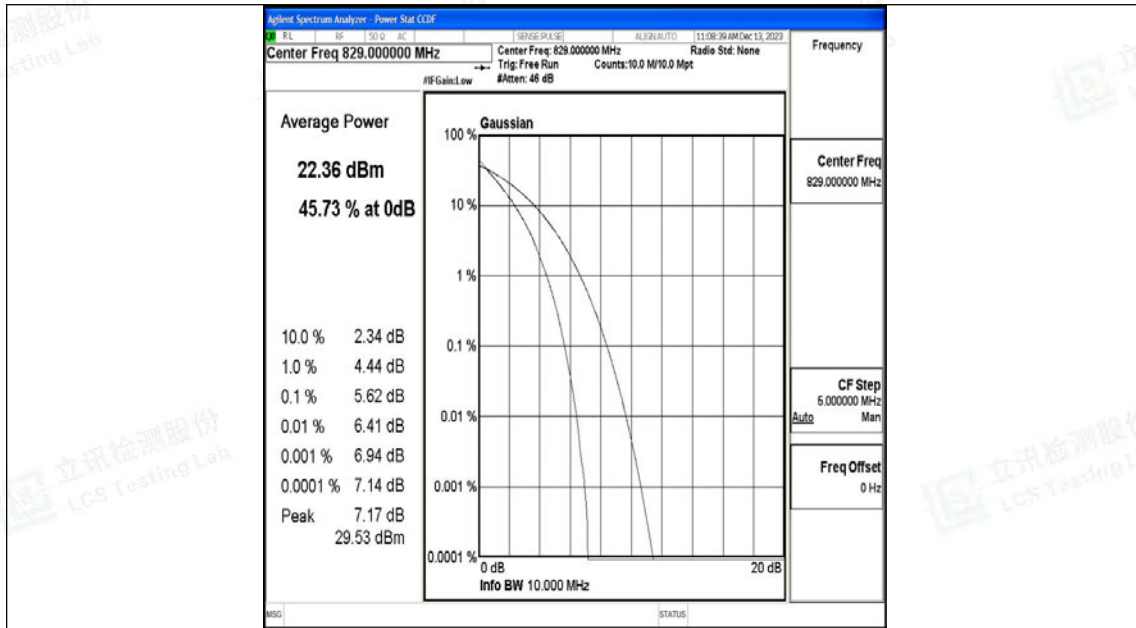 Agilent Spectrum Analyzer - Power Stat CCDF
RL RF 50 Ω AC SENSE:PULSE ALIGNAUTO 11:08:39 AM Dec 13, 2023
Center Freq 829.000000 MHz
Center Freq: 829.000000 MHz Radio Std: None
Trig: Free Run Counts:10.0 M/10.0 Mpt
#IFGain:Low #Atten: 46 dB
Frequency
Average Power
22.36 dBm
45.73 % at 0dB
10.0 % 2.34 dB
1.0 % 4.44 dB
0.1 % 5.62 dB
0.01 % 6.41 dB
0.001 % 6.94 dB
0.0001 % 7.14 dB
Peak 7.17 dB
29.53 dBm
Gaussian
100 %
10 %
1 %
0.1 %
0.01 %
0.001 %
0.0001 %
0 dB 20 dB
Info BW 10.000 MHz
Center Freq
829.000000 MHz
CF Step
5.000000 MHz
Auto Man
Freq Offset
0 Hz
MSG STATUS
立讯检测股份
LCS Testing Lab